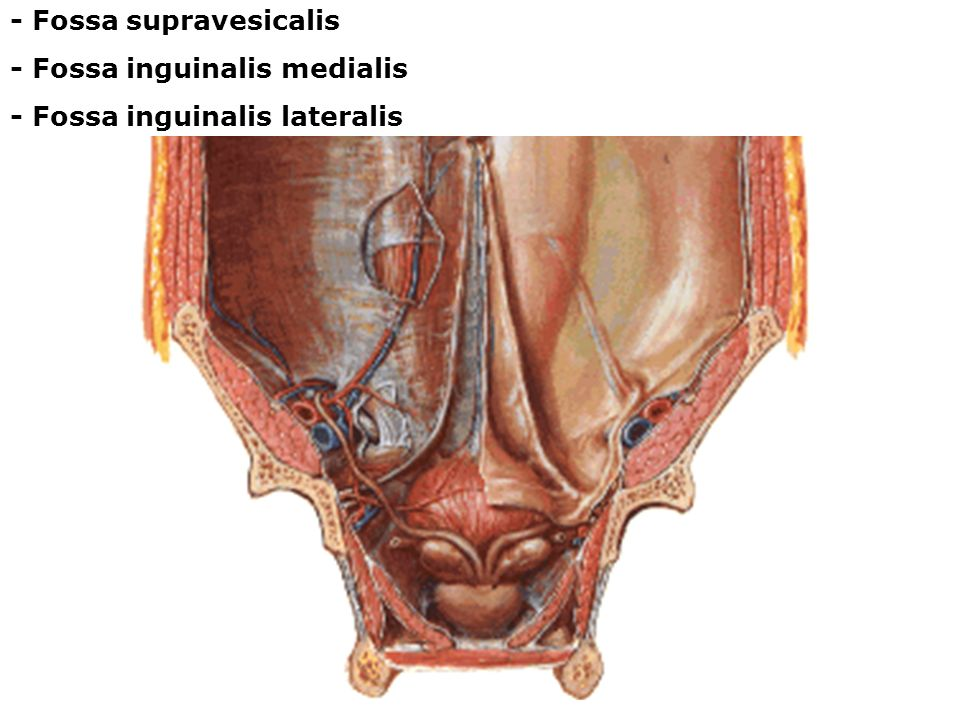 - Fossa supravesicalis
- Fossa inguinalis medialis
- Fossa inguinalis lateralis